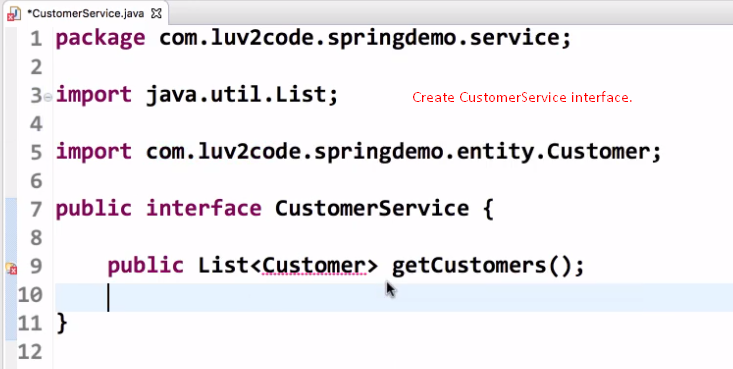 *CustomerService.java
1 package com.luv2code.springdemo.service;
2
3 import java.util.List;
Create CustomerService interface.
4
5 import com.luv2code.springdemo.entity.Customer;
6
7 public interface CustomerService {
8
9 public List<Customer> getCustomers();
10
11 }
12